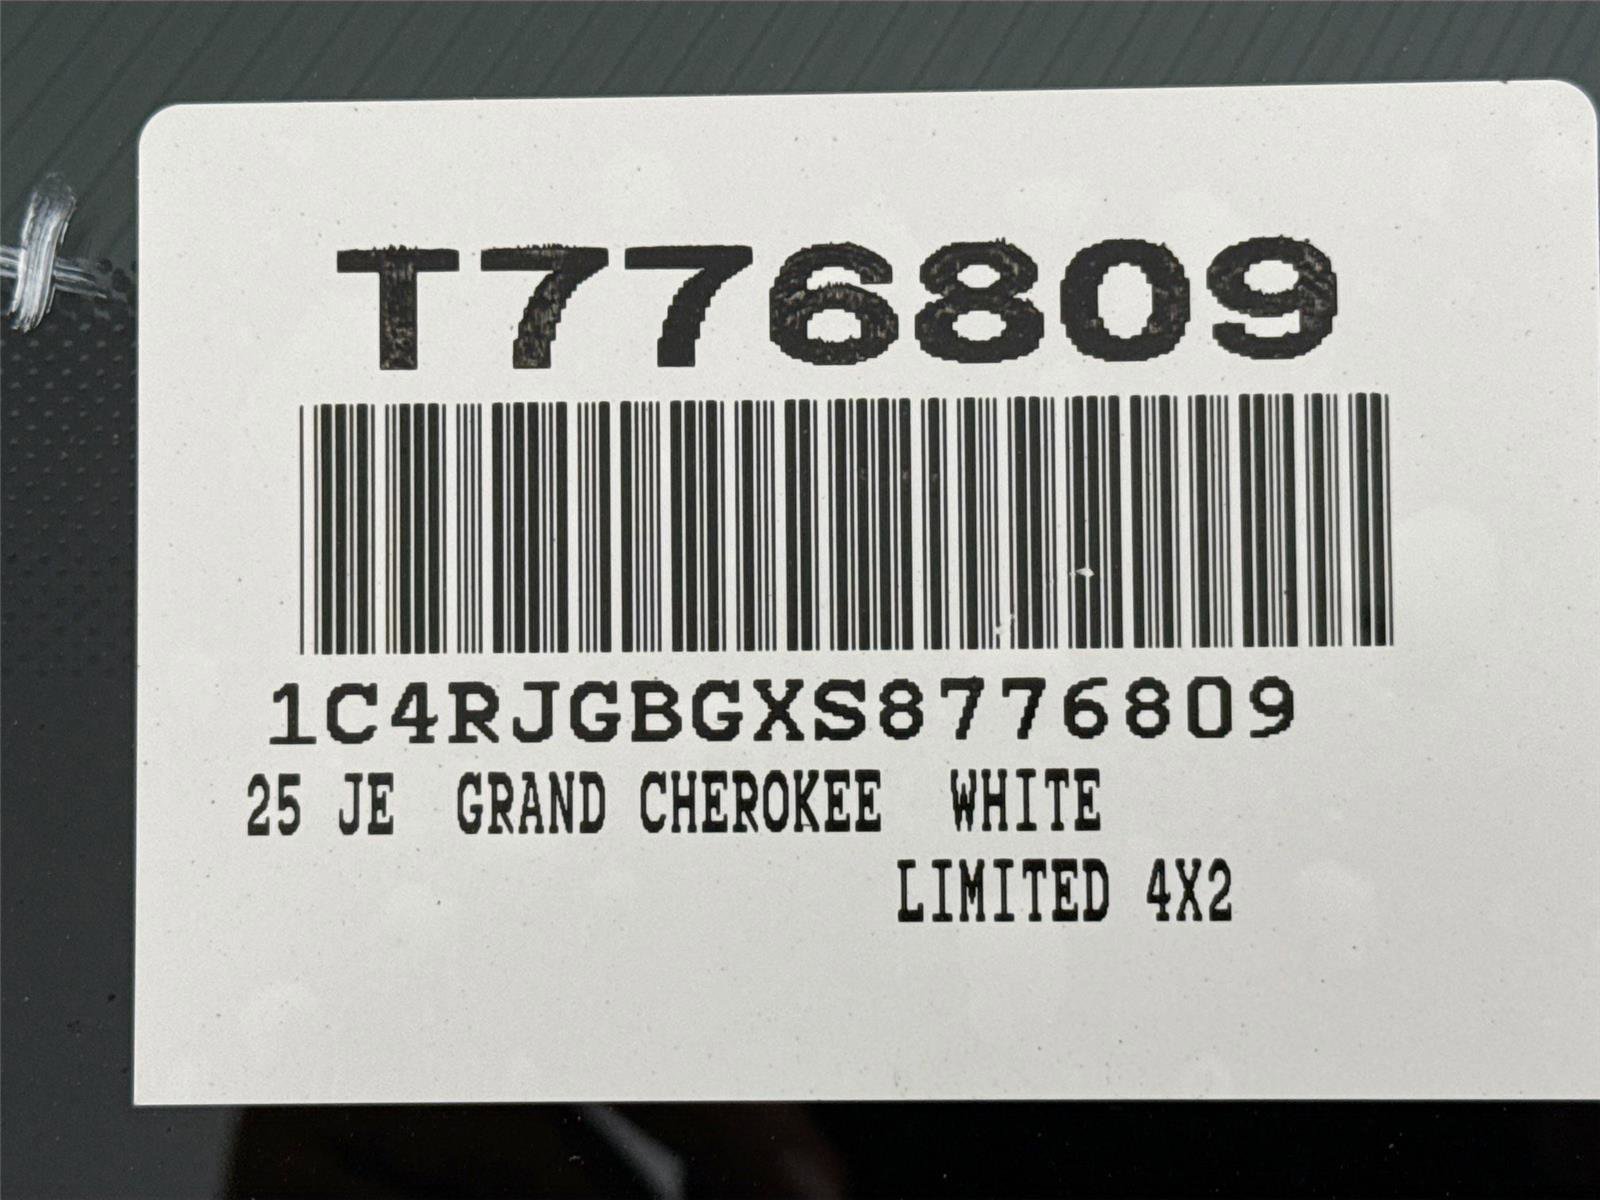 T776809
1C4RJGBGXS8776809
25 JE GRAND CHEROKEE WHITE
LIMITED 4X2